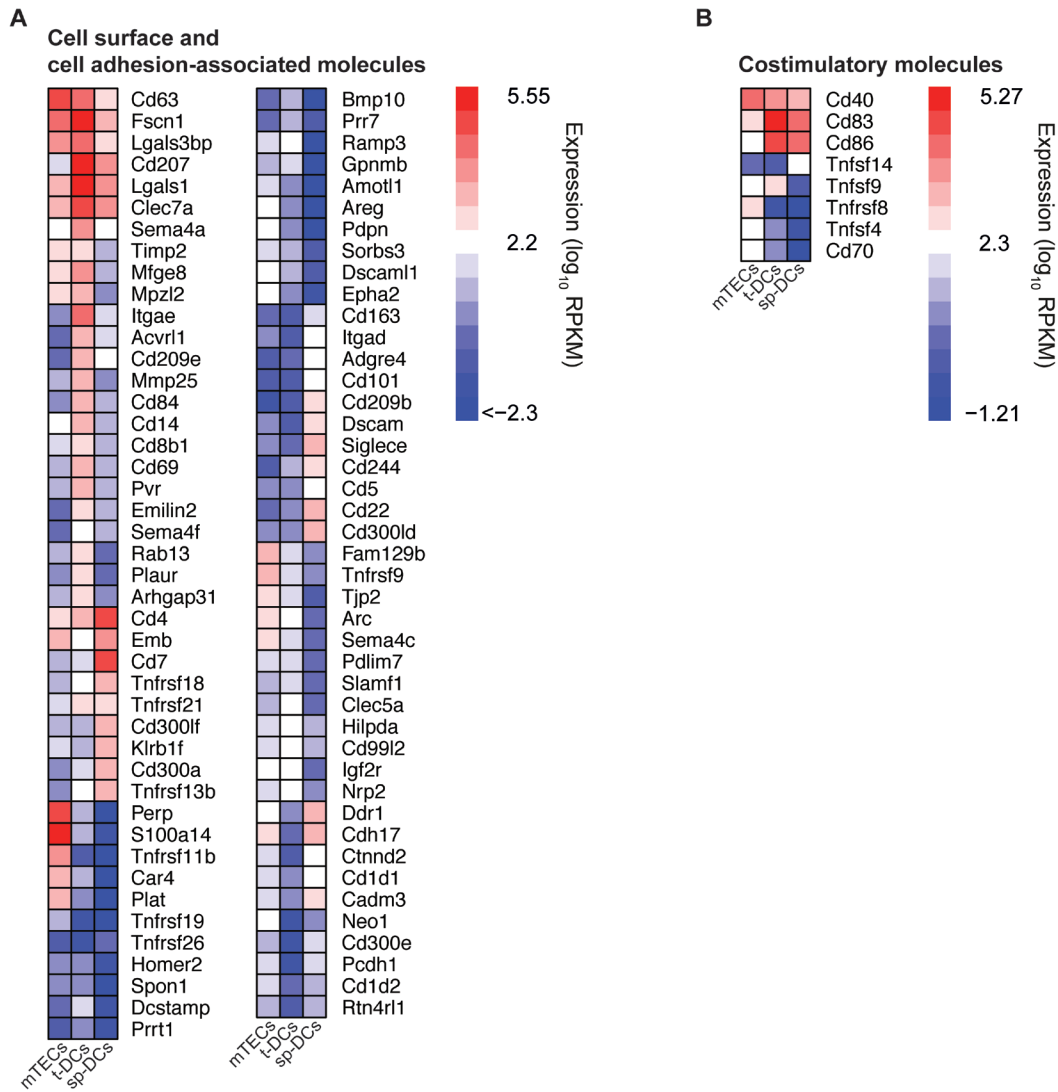 A
Cell surface and
cell adhesion-associated molecules
Cd63
Fscn1
Lgals3bp
Cd207
Lgals1
Clec7a
Sema4a
Timp2
Mfge8
Mpzl2
Itgae
Acvrl1
Cd209e
Mmp25
Cd84
Cd14
Cd8b1
Cd69
Pvr
Emilin2
Sema4f
Rab13
Plaur
Arhgap31
Cd4
Emb
Cd7
Tnfrsf18
Tnfrsf21
Cd300lf
Klrb1f
Cd300a
Tnfrsf13b
Perp
S100a14
Tnfrsf11b
Car4
Plat
Tnfrsf19
Tnfrsf26
Homer2
Spon1
Dcstamp
Prrt1
mTECs
t-DCs
sp-DCs
Bmp10
Prr7
Ramp3
Gpnmb
Amotl1
Areg
Pdpn
Sorbs3
Dscaml1
Epha2
Cd163
Itgad
Adgre4
Cd101
Cd209b
Dscam
Siglece
Cd244
Cd5
Cd22
Cd300ld
Fam129b
Tnfrsf9
Tjp2
Arc
Sema4c
Pdlim7
Slamf1
Clec5a
Hilpda
Cd99l2
Igf2r
Nrp2
Ddr1
Cdh17
Ctnnd2
Cd1d1
Cadm3
Neo1
Cd300e
Pcdh1
Cd1d2
Rtn4rl1
mTECs
t-DCs
sp-DCs
5.55
2.2
<−2.3
Expression (log10 RPKM)
B
Costimulatory molecules
Cd40
Cd83
Cd86
Tnfsf14
Tnfsf9
Tnfrsf8
Tnfsf4
Cd70
mTECs
t-DCs
sp-DCs
5.27
2.3
−1.21
Expression (log10 RPKM)